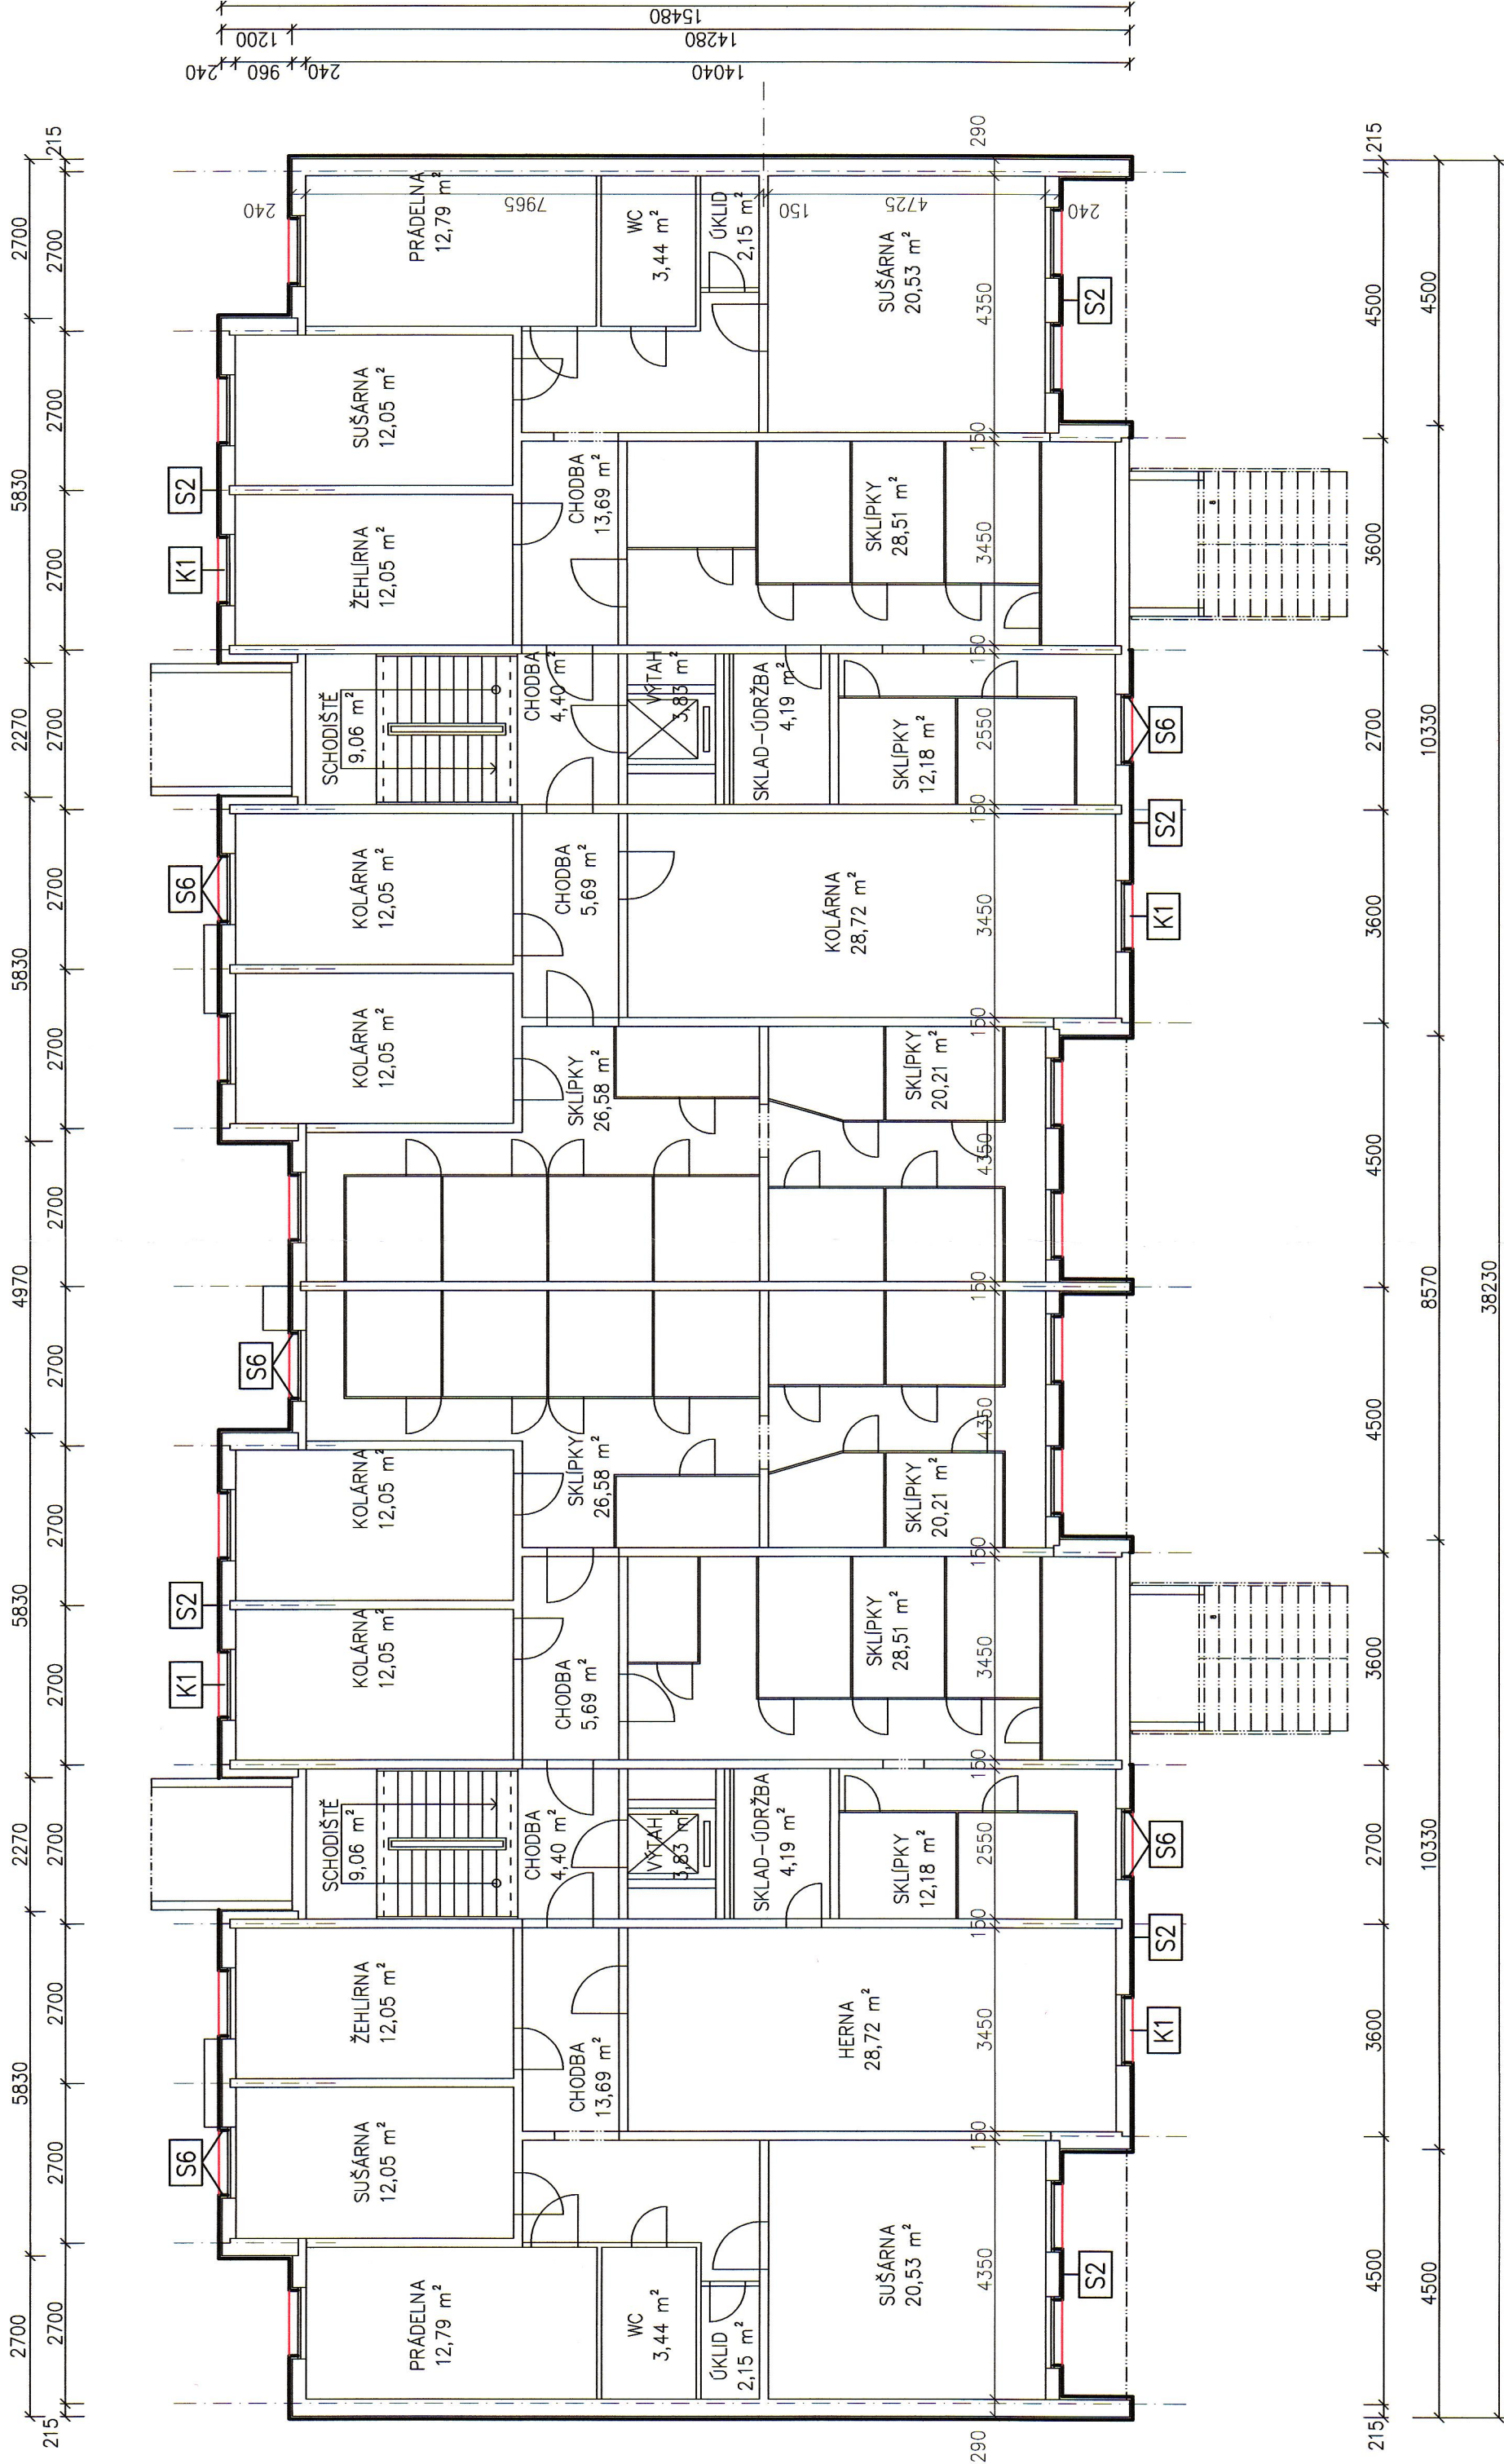 2700 5830 2270 5830 4970 5830 2270 5830 2700
215 2700 2700 2700 2700 2700 2700 2700 2700 2700 2700 2700 2700 2700 2700 215
S6 K1 S2 S6 K1 S2
S6
240 960 240 14040
1200 14280
15480
PRÁDELNA
12,79 m²
SUŠÁRNA
12,05 m²
ŽEHLÍRNA
12,05 m²
SCHODIŠTĚ
9,06 m²
KOLÁRNA
12,05 m²
KOLÁRNA
12,05 m²
KOLÁRNA
12,05 m²
KOLÁRNA
12,05 m²
SCHODIŠTĚ
9,06 m²
ŽEHLÍRNA
12,05 m²
SUŠÁRNA
12,05 m²
PRÁDELNA
12,79 m²
240 7965 150 4725 240
WC
3,44 m²
ÚKLID
2,15 m²
CHODBA
13,69 m²
CHODBA
4,40 m²
VÝTAH
3,83 m²
CHODBA
5,69 m²
SKLÍPKY
26,58 m²
SKLÍPKY
26,58 m²
CHODBA
5,69 m²
CHODBA
4,40 m²
VÝTAH
3,83 m²
CHODBA
13,69 m²
WC
3,44 m²
ÚKLID
2,15 m²
SUŠÁRNA
20,53 m²
HERNA
28,72 m²
SKLAD-ÚDRŽBA
4,19 m²
SKLÍPKY
12,18 m²
SKLÍPKY
28,51 m²
SKLÍPKY
20,21 m²
SKLÍPKY
20,21 m²
KOLÁRNA
28,72 m²
SKLAD-ÚDRŽBA
4,19 m²
SKLÍPKY
12,18 m²
SKLÍPKY
28,51 m²
SUŠÁRNA
20,53 m²
290 4350 150 3450 150 2550 150 3450 150 4350 150 4350 150 3450 150 2550 150 3450 150 4350 290
S2 K1 S2 S6 K1 S2 S6 S2
8 8
215 4500 3600 2700 3600 4500 4500 3600 2700 3600 4500 215
4500 10330 8570 10330 4500
38230